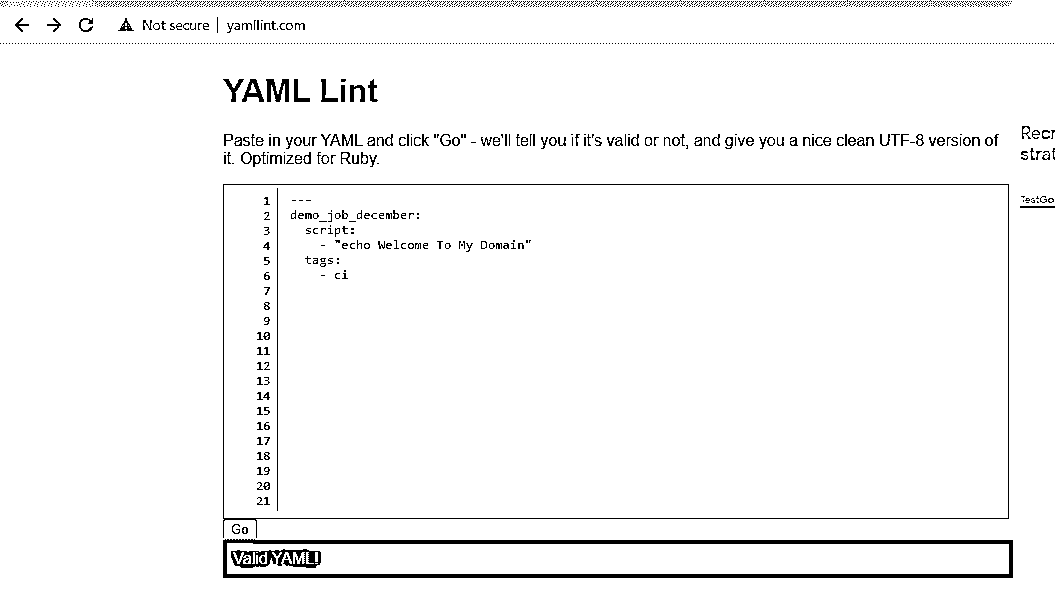 Not secure | yamllint.com
YAML Lint
Paste in your YAML and click "Go" - we'll tell you if it's valid or not, and give you a nice clean UTF-8 version of
it. Optimized for Ruby.
Recr
strat
TestGo
1 ---
2 demo_job_december:
3   script:
4     - "echo Welcome To My Domain"
5   tags:
6     - ci
7
8
9
10
11
12
13
14
15
16
17
18
19
20
21
Go
Valid YAML!